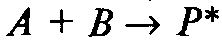 A + B → P*